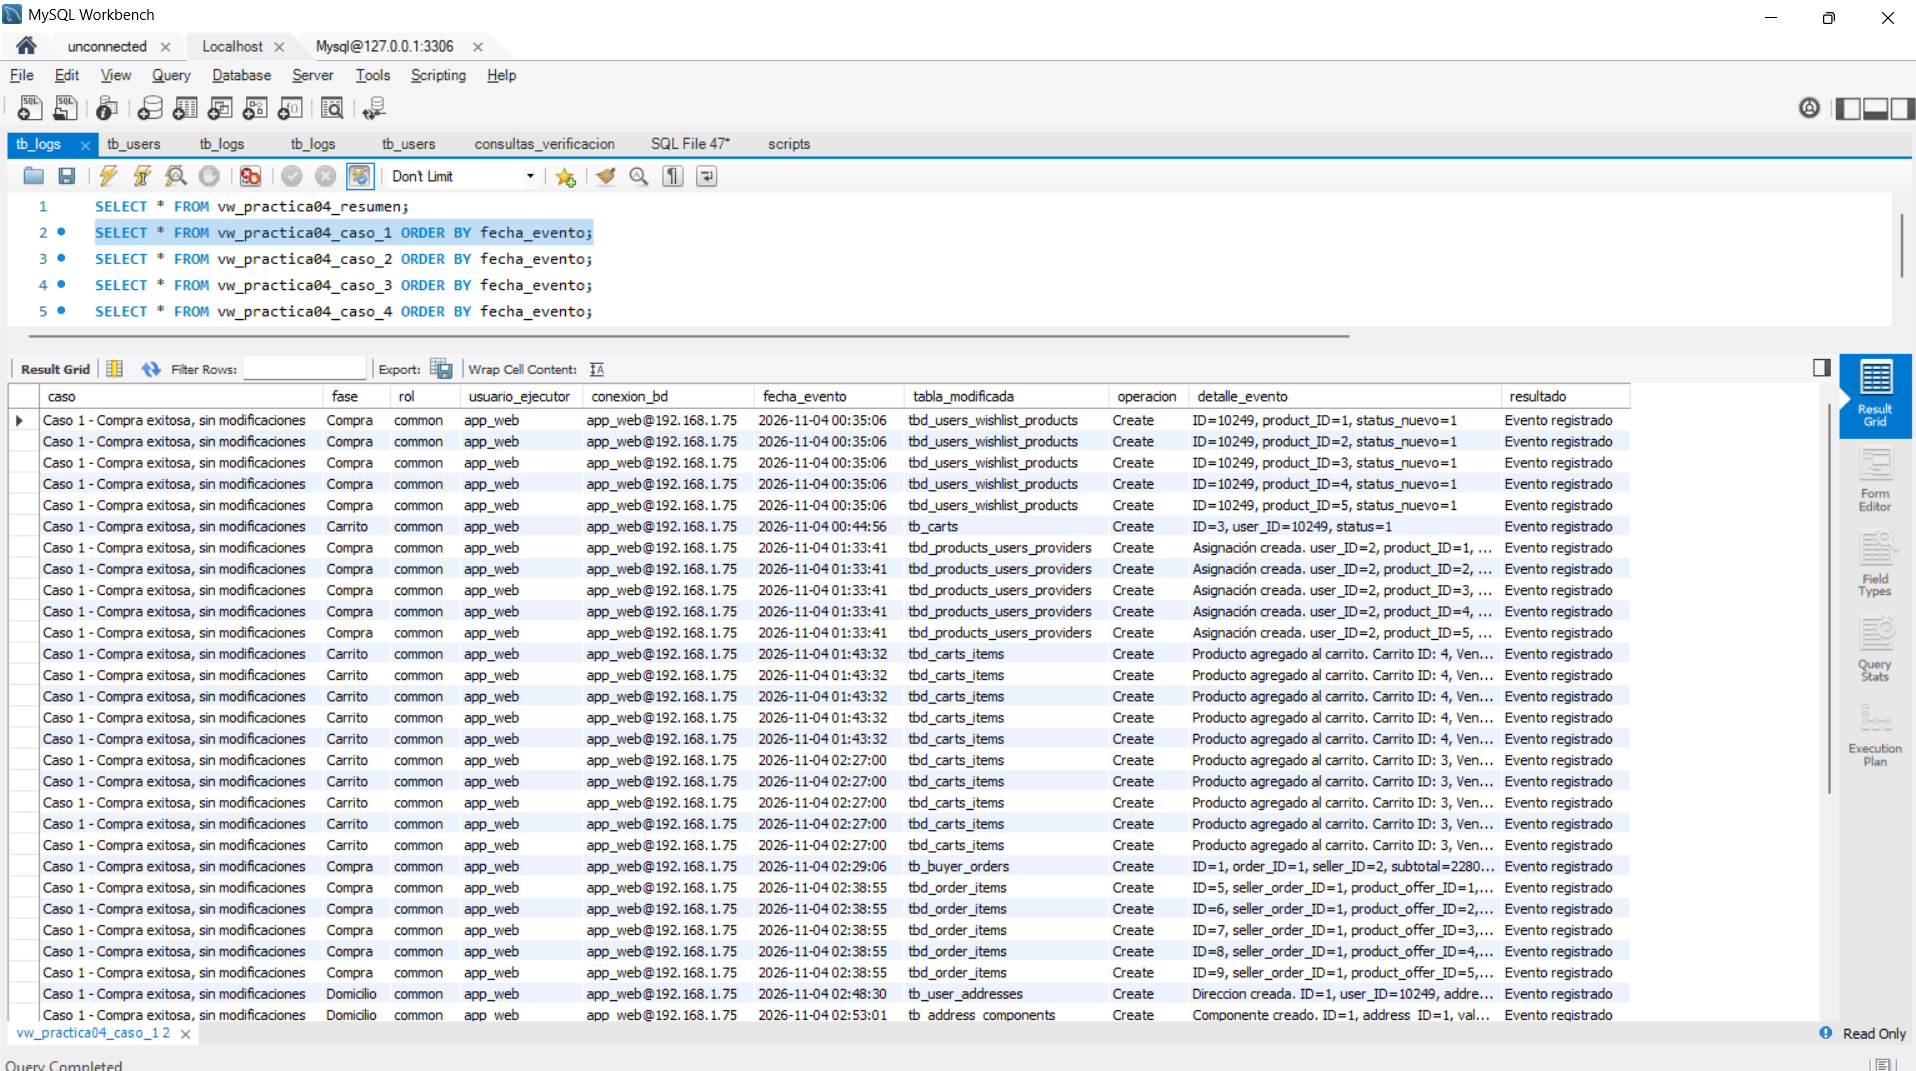 MySQL Workbench
unconnected Localhost Mysql@127.0.0.1:3306
File Edit View Query Database Server Tools Scripting Help
tb_logs tb_users tb_logs tb_logs tb_users consultas_verificacion SQL File 47* scripts
Don't Limit
1 SELECT * FROM vw_practica04_resumen;
2 SELECT * FROM vw_practica04_caso_1 ORDER BY fecha_evento;
3 SELECT * FROM vw_practica04_caso_2 ORDER BY fecha_evento;
4 SELECT * FROM vw_practica04_caso_3 ORDER BY fecha_evento;
5 SELECT * FROM vw_practica04_caso_4 ORDER BY fecha_evento;
Result Grid Filter Rows: Export: Wrap Cell Content:
caso fase rol usuario_ejecutor conexion_bd fecha_evento tabla_modificada operacion detalle_evento resultado
Caso 1 - Compra exitosa, sin modificaciones Compra common app_web app_web@192.168.1.75 2026-11-04 00:35:06 tbd_users_wishlist_products Create ID=10249, product_ID=1, status_nuevo=1 Evento registrado
Caso 1 - Compra exitosa, sin modificaciones Compra common app_web app_web@192.168.1.75 2026-11-04 00:35:06 tbd_users_wishlist_products Create ID=10249, product_ID=2, status_nuevo=1 Evento registrado
Caso 1 - Compra exitosa, sin modificaciones Compra common app_web app_web@192.168.1.75 2026-11-04 00:35:06 tbd_users_wishlist_products Create ID=10249, product_ID=3, status_nuevo=1 Evento registrado
Caso 1 - Compra exitosa, sin modificaciones Compra common app_web app_web@192.168.1.75 2026-11-04 00:35:06 tbd_users_wishlist_products Create ID=10249, product_ID=4, status_nuevo=1 Evento registrado
Caso 1 - Compra exitosa, sin modificaciones Compra common app_web app_web@192.168.1.75 2026-11-04 00:35:06 tbd_users_wishlist_products Create ID=10249, product_ID=5, status_nuevo=1 Evento registrado
Caso 1 - Compra exitosa, sin modificaciones Carrito common app_web app_web@192.168.1.75 2026-11-04 00:44:56 tb_carts Create ID=3, user_ID=10249, status=1 Evento registrado
Caso 1 - Compra exitosa, sin modificaciones Compra common app_web app_web@192.168.1.75 2026-11-04 01:33:41 tbd_products_users_providers Create Asignación creada. user_ID=2, product_ID=1, ... Evento registrado
Caso 1 - Compra exitosa, sin modificaciones Compra common app_web app_web@192.168.1.75 2026-11-04 01:33:41 tbd_products_users_providers Create Asignación creada. user_ID=2, product_ID=2, ... Evento registrado
Caso 1 - Compra exitosa, sin modificaciones Compra common app_web app_web@192.168.1.75 2026-11-04 01:33:41 tbd_products_users_providers Create Asignación creada. user_ID=2, product_ID=3, ... Evento registrado
Caso 1 - Compra exitosa, sin modificaciones Compra common app_web app_web@192.168.1.75 2026-11-04 01:33:41 tbd_products_users_providers Create Asignación creada. user_ID=2, product_ID=4, ... Evento registrado
Caso 1 - Compra exitosa, sin modificaciones Compra common app_web app_web@192.168.1.75 2026-11-04 01:33:41 tbd_products_users_providers Create Asignación creada. user_ID=2, product_ID=5, ... Evento registrado
Caso 1 - Compra exitosa, sin modificaciones Carrito common app_web app_web@192.168.1.75 2026-11-04 01:43:32 tbd_carts_items Create Producto agregado al carrito. Carrito ID: 4, Ven... Evento registrado
Caso 1 - Compra exitosa, sin modificaciones Carrito common app_web app_web@192.168.1.75 2026-11-04 01:43:32 tbd_carts_items Create Producto agregado al carrito. Carrito ID: 4, Ven... Evento registrado
Caso 1 - Compra exitosa, sin modificaciones Carrito common app_web app_web@192.168.1.75 2026-11-04 01:43:32 tbd_carts_items Create Producto agregado al carrito. Carrito ID: 4, Ven... Evento registrado
Caso 1 - Compra exitosa, sin modificaciones Carrito common app_web app_web@192.168.1.75 2026-11-04 01:43:32 tbd_carts_items Create Producto agregado al carrito. Carrito ID: 4, Ven... Evento registrado
Caso 1 - Compra exitosa, sin modificaciones Carrito common app_web app_web@192.168.1.75 2026-11-04 01:43:32 tbd_carts_items Create Producto agregado al carrito. Carrito ID: 4, Ven... Evento registrado
Caso 1 - Compra exitosa, sin modificaciones Carrito common app_web app_web@192.168.1.75 2026-11-04 02:27:00 tbd_carts_items Create Producto agregado al carrito. Carrito ID: 3, Ven... Evento registrado
Caso 1 - Compra exitosa, sin modificaciones Carrito common app_web app_web@192.168.1.75 2026-11-04 02:27:00 tbd_carts_items Create Producto agregado al carrito. Carrito ID: 3, Ven... Evento registrado
Caso 1 - Compra exitosa, sin modificaciones Carrito common app_web app_web@192.168.1.75 2026-11-04 02:27:00 tbd_carts_items Create Producto agregado al carrito. Carrito ID: 3, Ven... Evento registrado
Caso 1 - Compra exitosa, sin modificaciones Carrito common app_web app_web@192.168.1.75 2026-11-04 02:27:00 tbd_carts_items Create Producto agregado al carrito. Carrito ID: 3, Ven... Evento registrado
Caso 1 - Compra exitosa, sin modificaciones Carrito common app_web app_web@192.168.1.75 2026-11-04 02:27:00 tbd_carts_items Create Producto agregado al carrito. Carrito ID: 3, Ven... Evento registrado
Caso 1 - Compra exitosa, sin modificaciones Compra common app_web app_web@192.168.1.75 2026-11-04 02:29:06 tb_buyer_orders Create ID=1, order_ID=1, seller_ID=2, subtotal=2280... Evento registrado
Caso 1 - Compra exitosa, sin modificaciones Compra common app_web app_web@192.168.1.75 2026-11-04 02:38:55 tbd_order_items Create ID=5, seller_order_ID=1, product_offer_ID=1,... Evento registrado
Caso 1 - Compra exitosa, sin modificaciones Compra common app_web app_web@192.168.1.75 2026-11-04 02:38:55 tbd_order_items Create ID=6, seller_order_ID=1, product_offer_ID=2,... Evento registrado
Caso 1 - Compra exitosa, sin modificaciones Compra common app_web app_web@192.168.1.75 2026-11-04 02:38:55 tbd_order_items Create ID=7, seller_order_ID=1, product_offer_ID=3,... Evento registrado
Caso 1 - Compra exitosa, sin modificaciones Compra common app_web app_web@192.168.1.75 2026-11-04 02:38:55 tbd_order_items Create ID=8, seller_order_ID=1, product_offer_ID=4,... Evento registrado
Caso 1 - Compra exitosa, sin modificaciones Compra common app_web app_web@192.168.1.75 2026-11-04 02:38:55 tbd_order_items Create ID=9, seller_order_ID=1, product_offer_ID=5,... Evento registrado
Caso 1 - Compra exitosa, sin modificaciones Domicilio common app_web app_web@192.168.1.75 2026-11-04 02:48:30 tb_user_addresses Create Direccion creada. ID=1, user_ID=10249, addre... Evento registrado
Caso 1 - Compra exitosa, sin modificaciones Domicilio common app_web app_web@192.168.1.75 2026-11-04 02:53:01 tb_address_components Create Componente creado. ID=1, address_ID=1, val... Evento registrado
Result
Grid
Form
Editor
Field
Types
Query
Stats
Execution
Plan
vw_practica04_caso_1 2
Read Only
Query Completed